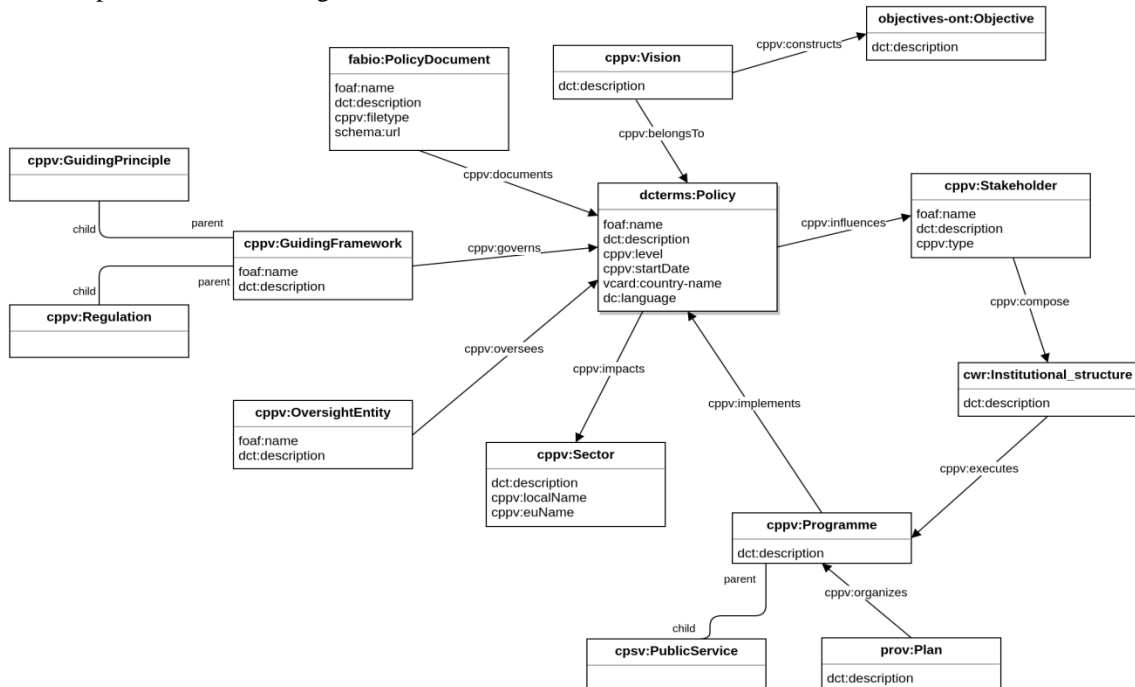 objectives-ont:Objective
dct:description
cppv:constructs
cppv:Vision
dct:description
fabio:PolicyDocument
foaf:name
dct:description
cppv:filetype
schema:url
cppv:belongsTo
cppv:GuidingPrinciple
cppv:documents
dcterms:Policy
foaf:name
dct:description
cppv:level
cppv:startDate
vcard:country-name
dc:language
cppv:Stakeholder
foaf:name
dct:description
cppv:type
cppv:influences
child
parent
cppv:GuidingFramework
foaf:name
dct:description
cppv:governs
parent
child
cppv:Regulation
cppv:compose
cppv:oversees
cppv:impacts
cwr:Institutional_structure
dct:description
cppv:implements
cppv:OversightEntity
foaf:name
dct:description
cppv:Sector
dct:description
cppv:localName
cppv:euName
cppv:executes
cppv:Programme
dct:description
parent
cppv:organizes
child
cpsv:PublicService
prov:Plan
dct:description